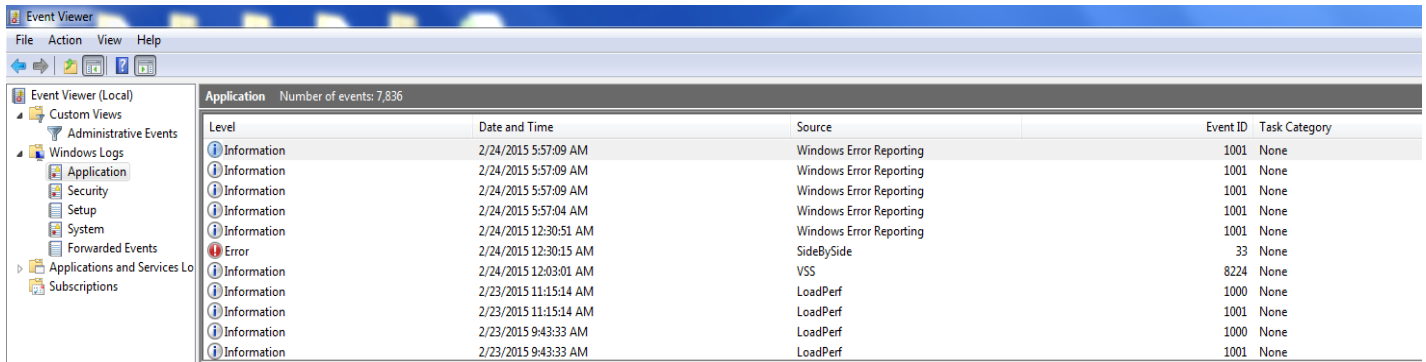 Event Viewer
File Action View Help
Event Viewer (Local)
Custom Views
Administrative Events
Windows Logs
Application
Security
Setup
System
Forwarded Events
Applications and Services Lo
Subscriptions
Application Number of events: 7,836
Level Date and Time Source Event ID Task Category
Information 2/24/2015 5:57:09 AM Windows Error Reporting 1001 None
Information 2/24/2015 5:57:09 AM Windows Error Reporting 1001 None
Information 2/24/2015 5:57:09 AM Windows Error Reporting 1001 None
Information 2/24/2015 5:57:04 AM Windows Error Reporting 1001 None
Information 2/24/2015 12:30:51 AM Windows Error Reporting 1001 None
Error 2/24/2015 12:30:15 AM SideBySide 33 None
Information 2/24/2015 12:03:01 AM VSS 8224 None
Information 2/23/2015 11:15:14 AM LoadPerf 1000 None
Information 2/23/2015 11:15:14 AM LoadPerf 1001 None
Information 2/23/2015 9:43:33 AM LoadPerf 1000 None
Information 2/23/2015 9:43:33 AM LoadPerf 1001 None